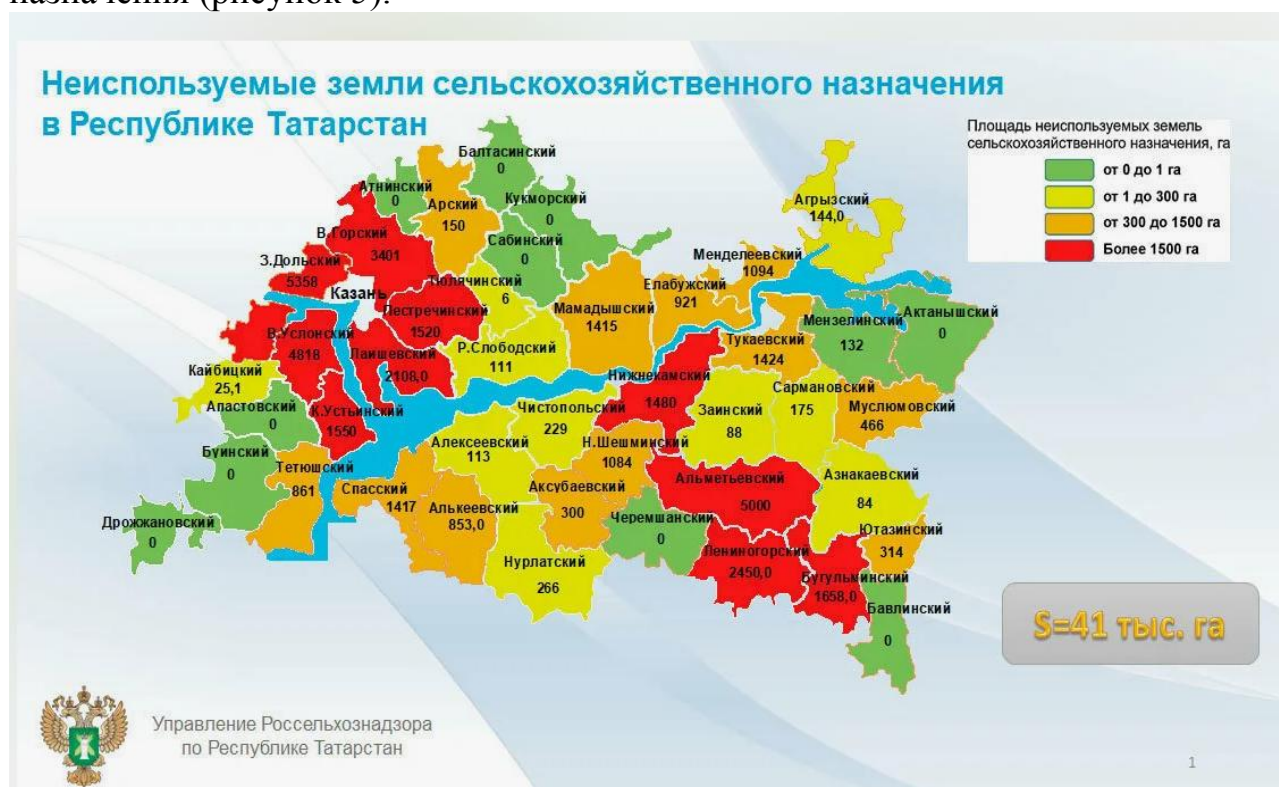 назначения (рисунок 3).
Неиспользуемые земли сельскохозяйственного назначения
в Республике Татарстан
Площадь неиспользуемых земель
сельскохозяйственного назначения, га
от 0 до 1 га
от 1 до 300 га
от 300 до 1500 га
Более 1500 га
Балтасинский
0
Атнинский
0
Кукморский
0
Арский
150
Агрызский
144,0
В.Горский
3401
Сабинский
0
З.Дольский
5358
Менделеевский
1094
Тюлячинский
6
Елабужский
921
Казань
Пестречинский
1520
Мамадышский
1415
Мензелинский
132
Актанышский
0
В.Услонский
4818
Лаишевский
2108,0
Р.Слободский
111
Тукаевский
1424
Кайбицкий
25,1
Нижнекамский
1480
Сармановский
175
Апастовский
0
К.Устьинский
1550
Чистопольский
229
Заинский
88
Муслюмовский
466
Буинский
0
Алексеевский
113
Н.Шешминский
1084
Тетюшский
861
Спасский
1417
Алькеевский
853,0
Аксубаевский
300
Альметьевский
5000
Азнакаевский
84
Дрожжановский
0
Черемшанский
0
Ютазинский
314
Нурлатский
266
Лениногорский
2450,0
Бугульминский
1658,0
Бавлинский
0
S=41 тыс. га
Управление Россельхознадзора
по Республике Татарстан
1